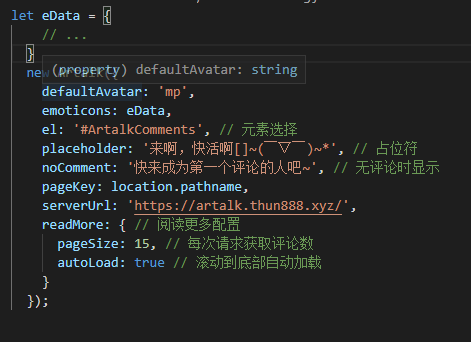 let eData = {
// ...
}
(property) defaultAvatar: string
new Artalk({
defaultAvatar: 'mp',
emoticons: eData,
el: '#ArtalkComments', // 元素选择
placeholder: '来啊，快活啊[]~(￣▽￣)~*', // 占位符
noComment: '快来成为第一个评论的人吧~', // 无评论时显示
pageKey: location.pathname,
serverUrl: 'https://artalk.thun888.xyz/',
readMore: { // 阅读更多配置
pageSize: 15, // 每次请求获取评论数
autoLoad: true // 滚动到底部自动加载
}
});